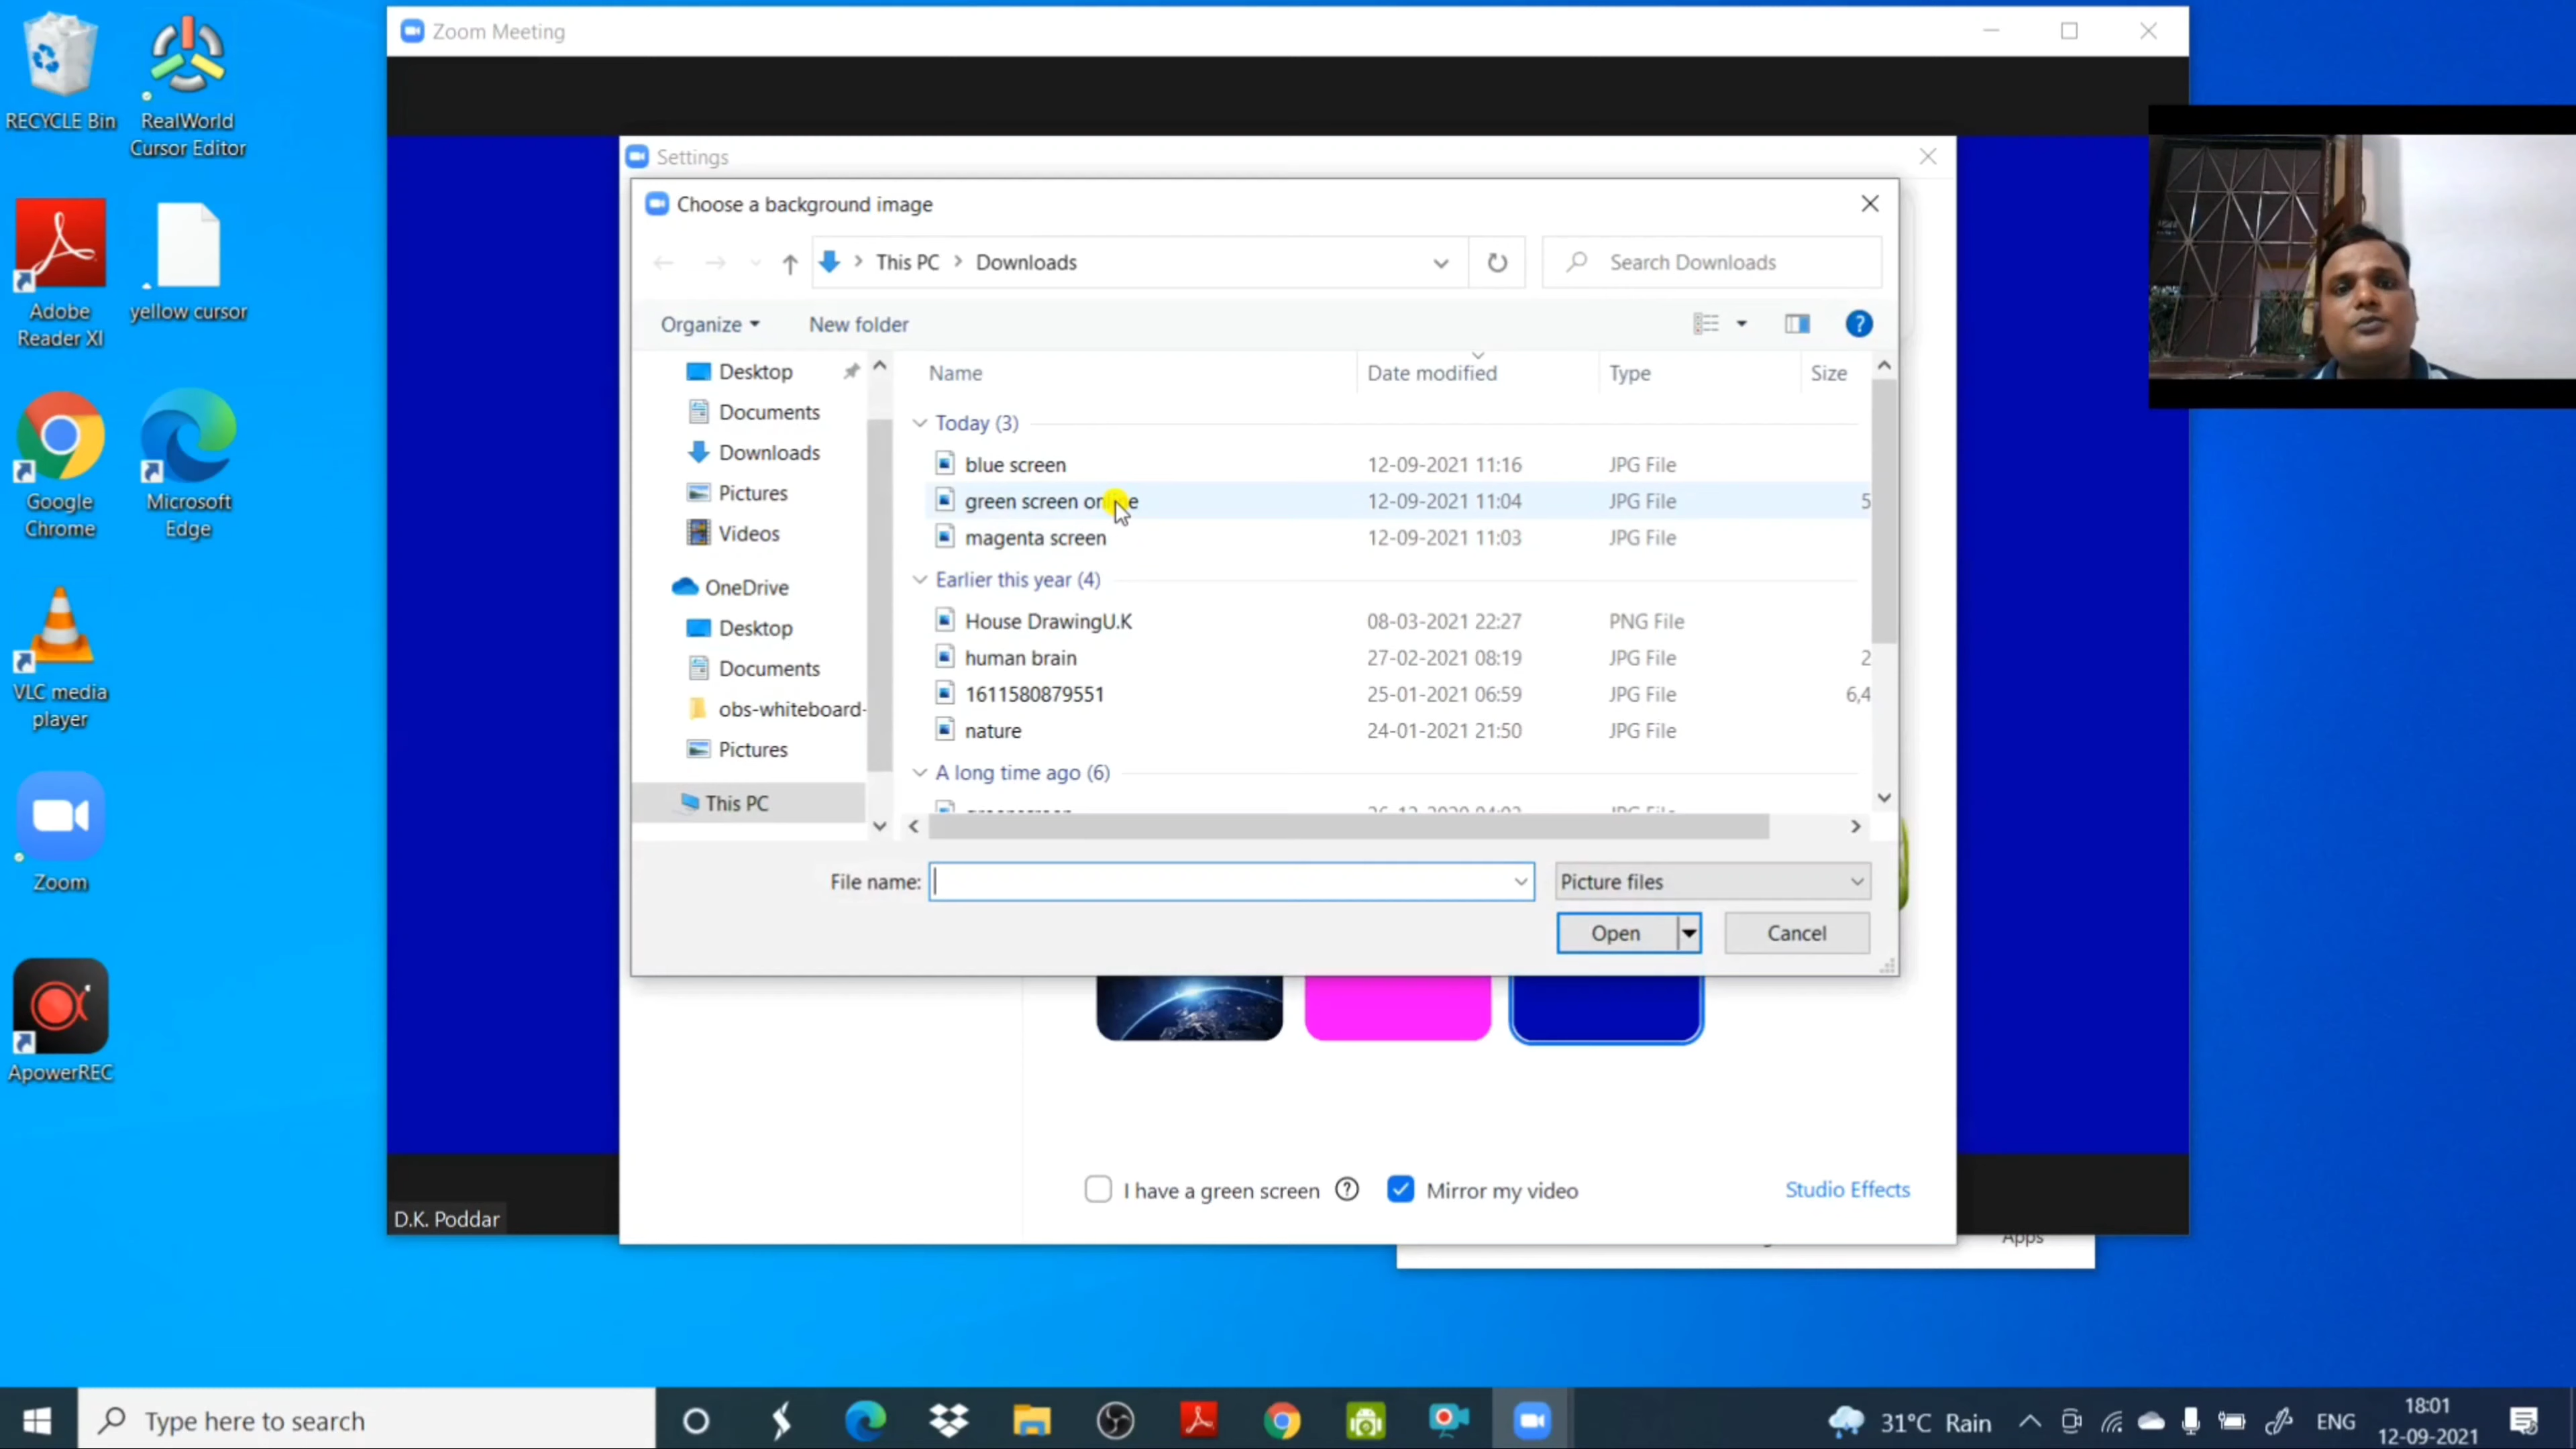 Zoom Meeting
RECYCLE Bin
RealWorld
Cursor Editor
Adobe
Reader XI
yellow cursor
Google
Chrome
Microsoft
Edge
VLC media
player
Zoom
ApowerREC
Settings
Choose a background image
This PC > Downloads
Search Downloads
Organize
New folder
Desktop
Documents
Downloads
Pictures
Videos
OneDrive
Desktop
Documents
obs-whiteboard-
Pictures
This PC
Name Date modified Type Size
Today (3)
blue screen 12-09-2021 11:16 JPG File
green screen online 12-09-2021 11:04 JPG File 5
magenta screen 12-09-2021 11:03 JPG File
Earlier this year (4)
House DrawingU.K 08-03-2021 22:27 PNG File
human brain 27-02-2021 08:19 JPG File 2
1611580879551 25-01-2021 06:59 JPG File 6,4
nature 24-01-2021 21:50 JPG File
A long time ago (6)
File name:
Picture files
Open
Cancel
I have a green screen
Mirror my video
Studio Effects
D.K. Poddar
Apps
Type here to search
31°C Rain
ENG
18:01
12-09-2021